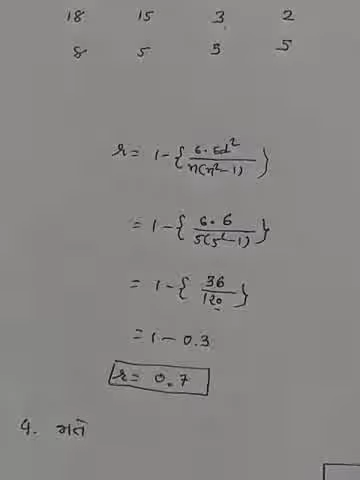 18 15 3 2
8 5 5 5
r = 1 - { 6.Σd² / n(n²-1) }
= 1 - { 6.6 / 5(5²-1) }
= 1 - { 36 / 120 }
= 1 - 0.3
r = 0.7
4. मते